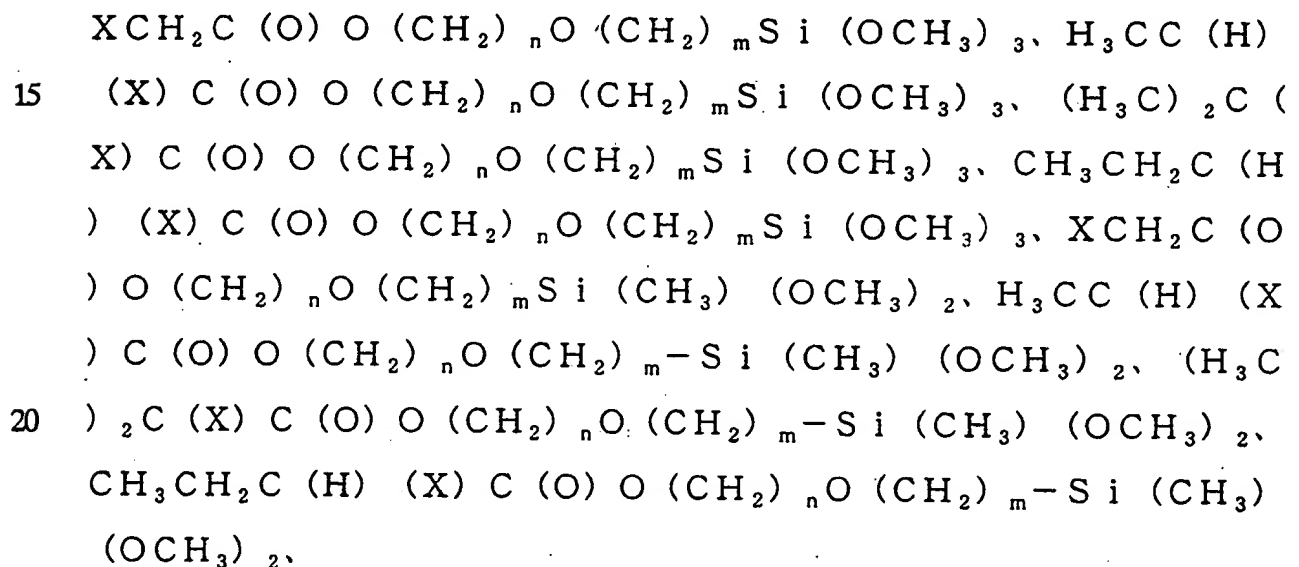 XCH₂C (O) O (CH₂) ₙO (CH₂) ₘS i (OCH₃) ₃、H₃CC (H)
15 (X) C (O) O (CH₂) ₙO (CH₂) ₘS i (OCH₃) ₃、 (H₃C) ₂C (
X) C (O) O (CH₂) ₙO (CH₂) ₘS i (OCH₃) ₃、CH₃CH₂C (H
) (X) C (O) O (CH₂) ₙO (CH₂) ₘS i (OCH₃) ₃、XCH₂C (O
) O (CH₂) ₙO (CH₂) ₘS i (CH₃) (OCH₃) ₂、H₃CC (H) (X
) C (O) O (CH₂) ₙO (CH₂) ₘ−S i (CH₃) (OCH₃) ₂、 (H₃C
20 ) ₂C (X) C (O) O (CH₂) ₙO (CH₂) ₘ−S i (CH₃) (OCH₃) ₂、
CH₃CH₂C (H) (X) C (O) O (CH₂) ₙO (CH₂) ₘ−S i (CH₃)
(OCH₃) ₂、